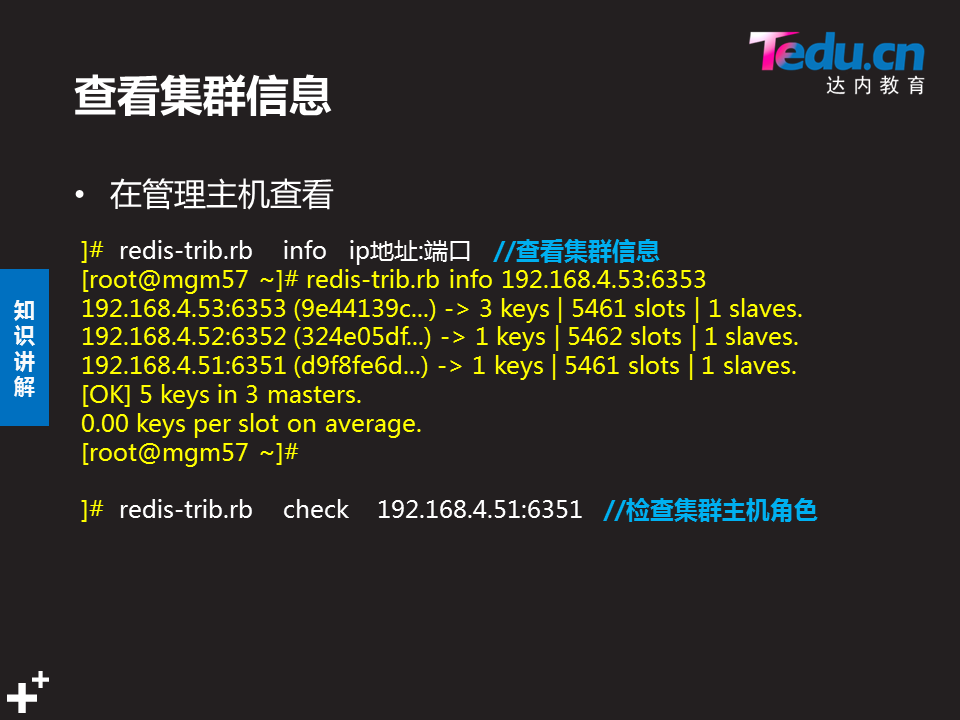 Tedu.cn
达内教育
查看集群信息
• 在管理主机查看
]# redis-trib.rb info ip地址:端口 //查看集群信息
[root@mgm57 ~]# redis-trib.rb info 192.168.4.53:6353
192.168.4.53:6353 (9e44139c...) -> 3 keys | 5461 slots | 1 slaves.
192.168.4.52:6352 (324e05df...) -> 1 keys | 5462 slots | 1 slaves.
192.168.4.51:6351 (d9f8fe6d...) -> 1 keys | 5461 slots | 1 slaves.
[OK] 5 keys in 3 masters.
0.00 keys per slot on average.
[root@mgm57 ~]#
]# redis-trib.rb check 192.168.4.51:6351 //检查集群主机角色
知识讲解